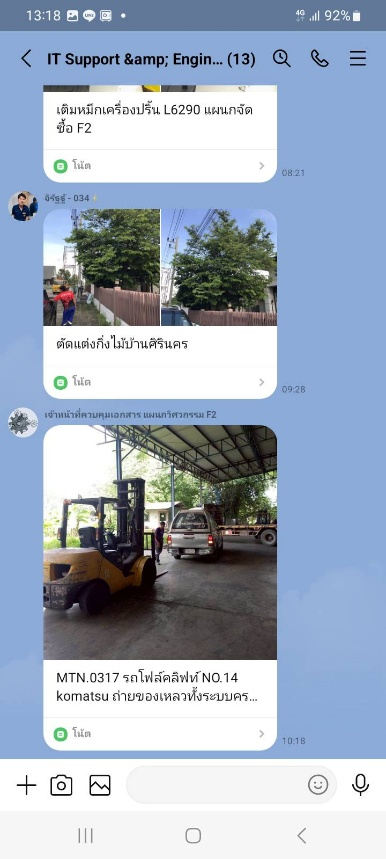 13:18
4G
92%
IT Support &amp; Engin... (13)
เติมหมึกเครื่องปริ้น L6290 แผนกจัด
ซื้อ F2
โน้ต
08:21
จิรัฐฐ์ - 034
ตัดแต่งกิ่งไม้บ้านศิรินคร
โน้ต
09:28
เจ้าหน้าที่ควบคุมเอกสาร แผนกวิศวกรรม F2
MTN.0317 รถโฟล์คลิฟท์ NO.14
komatsu ถ่ายของเหลวทั้งระบบคร...
โน้ต
10:18